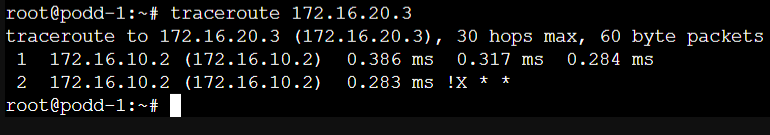 root@podd-1:~# traceroute 172.16.20.3
traceroute to 172.16.20.3 (172.16.20.3), 30 hops max, 60 byte packets
 1  172.16.10.2 (172.16.10.2)  0.386 ms  0.317 ms  0.284 ms
 2  172.16.10.2 (172.16.10.2)  0.283 ms !X * *
root@podd-1:~#